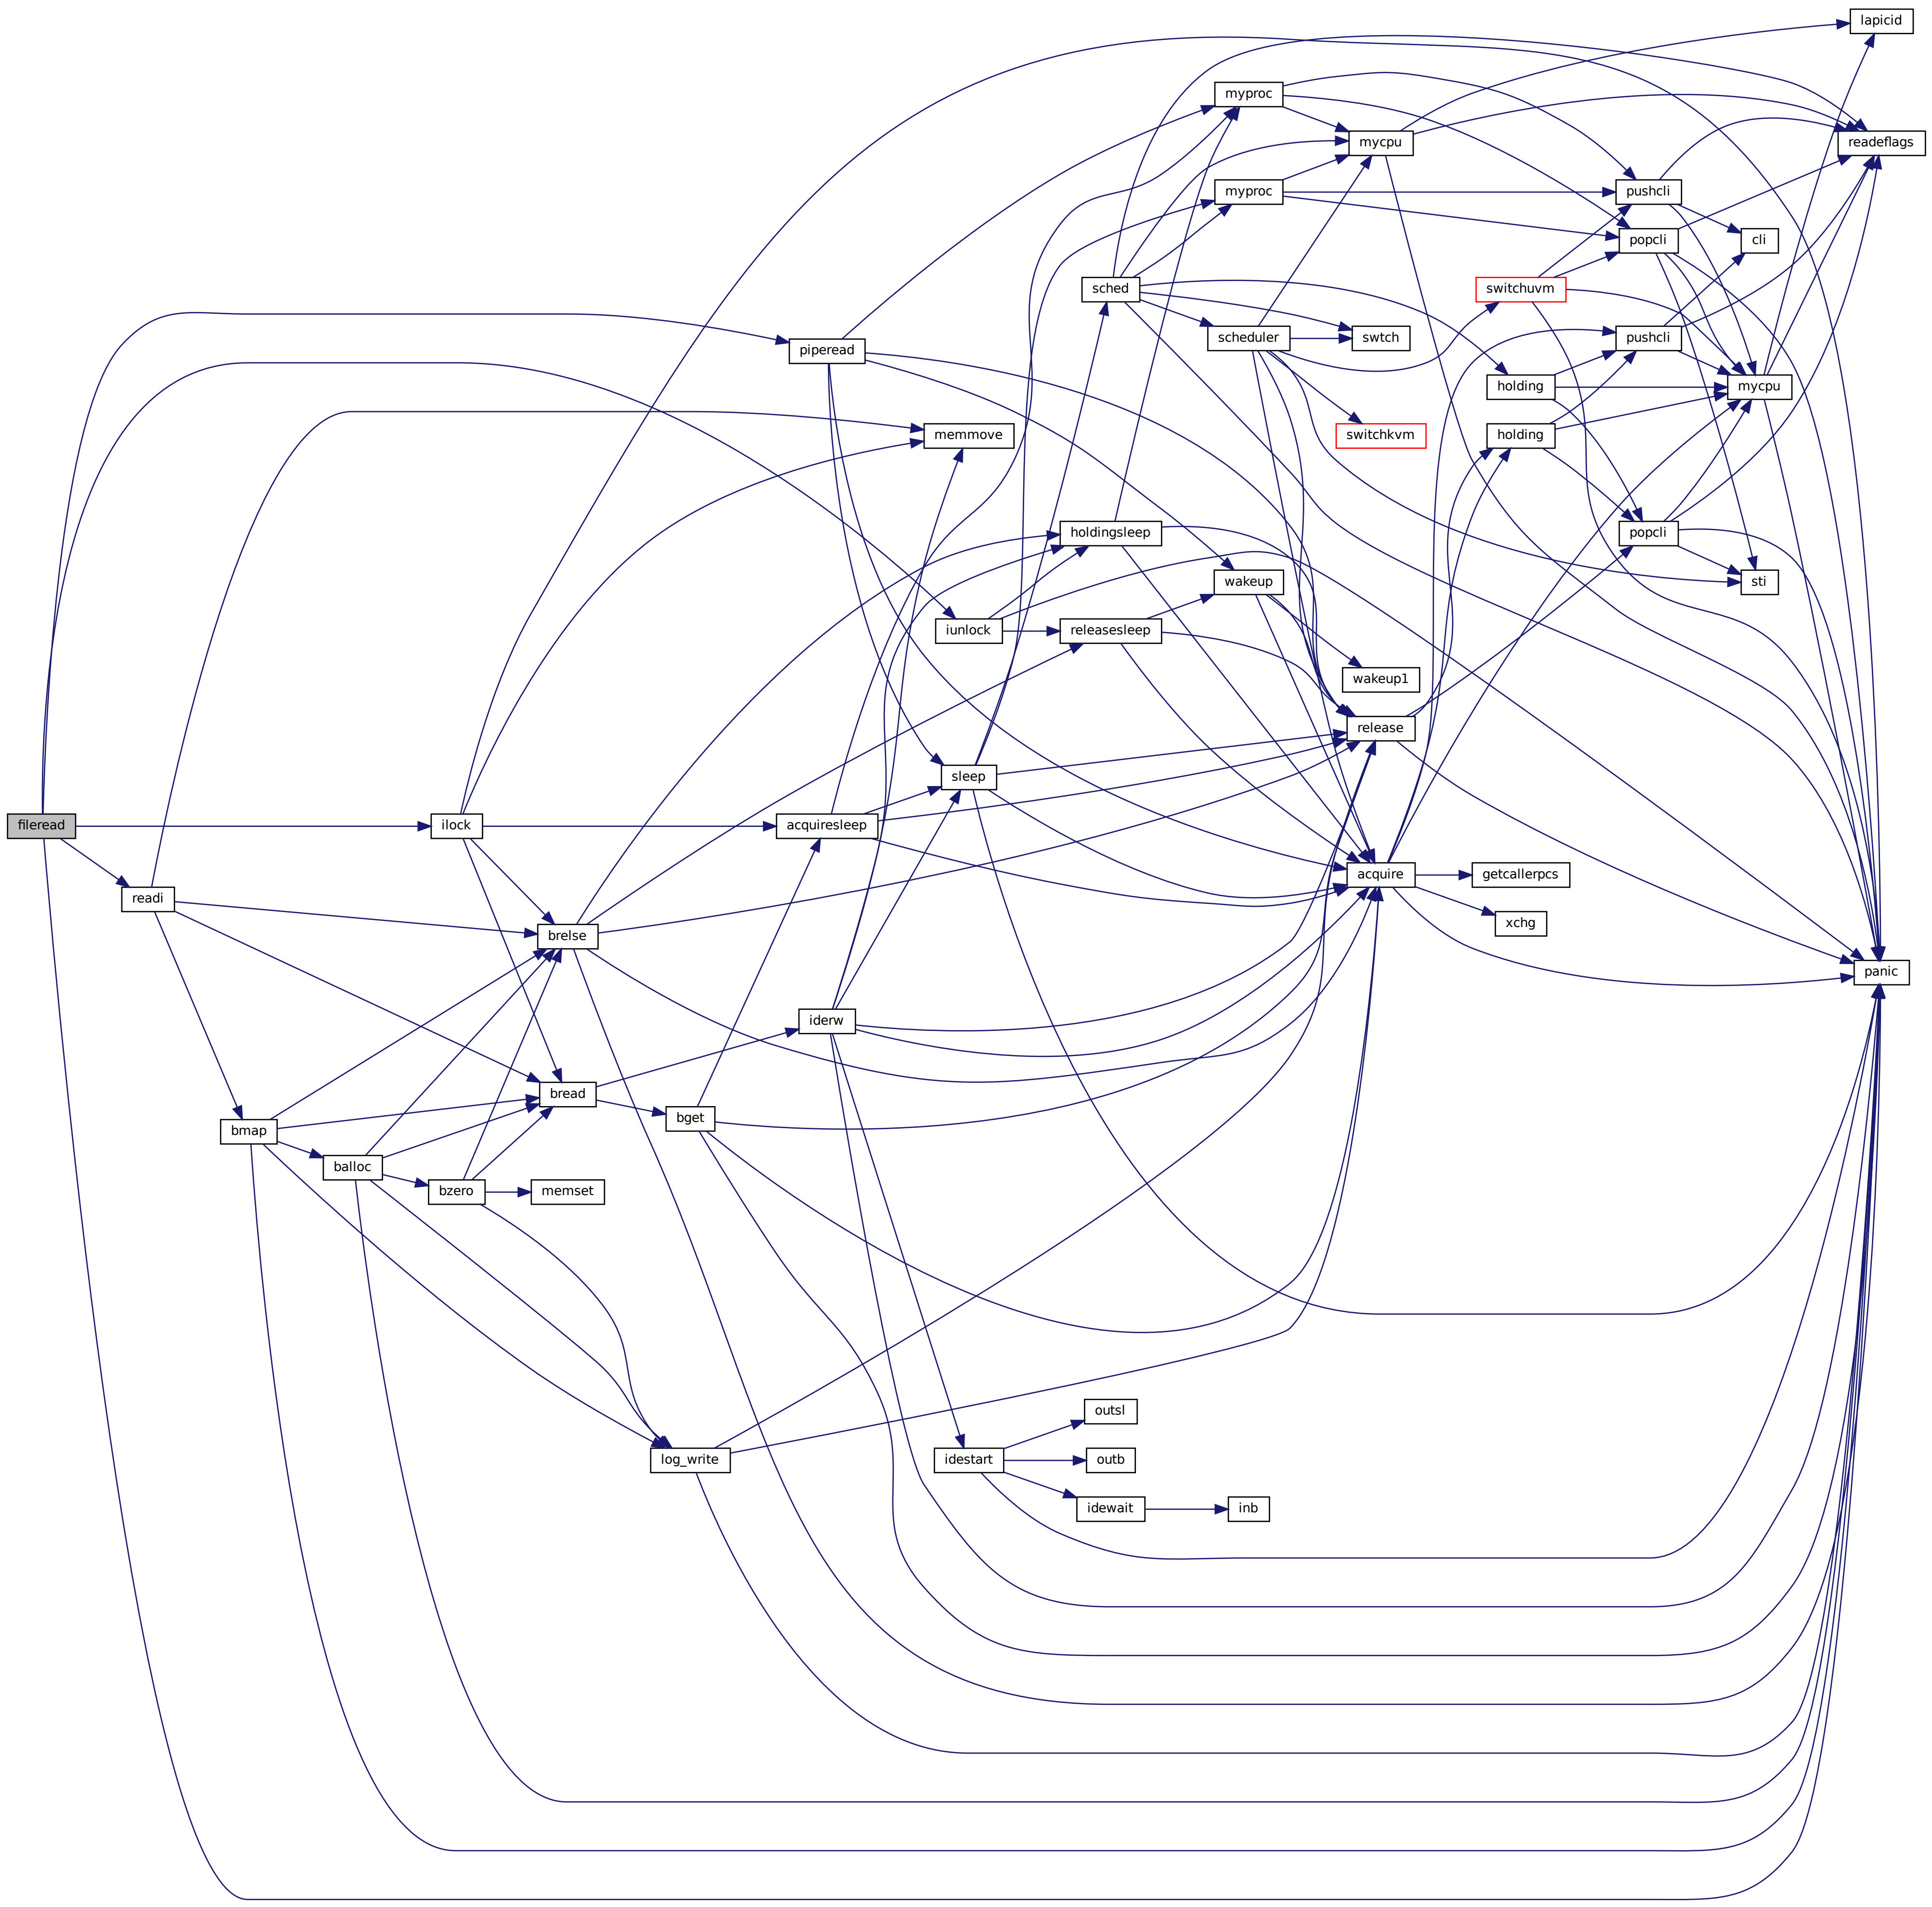 lapicid
myproc
mycpu
readeflags
myproc
pushcli
popcli
cli
sched
switchuvm
scheduler
swtch
pushcli
piperead
holding
mycpu
memmove
switchkvm
holding
holdingsleep
popcli
wakeup
sti
iunlock
releasesleep
wakeup1
release
sleep
fileread
ilock
acquiresleep
acquire
getcallerpcs
readi
xchg
brelse
panic
iderw
bread
bget
bmap
balloc
bzero
memset
outsl
log_write
idestart
outb
idewait
inb